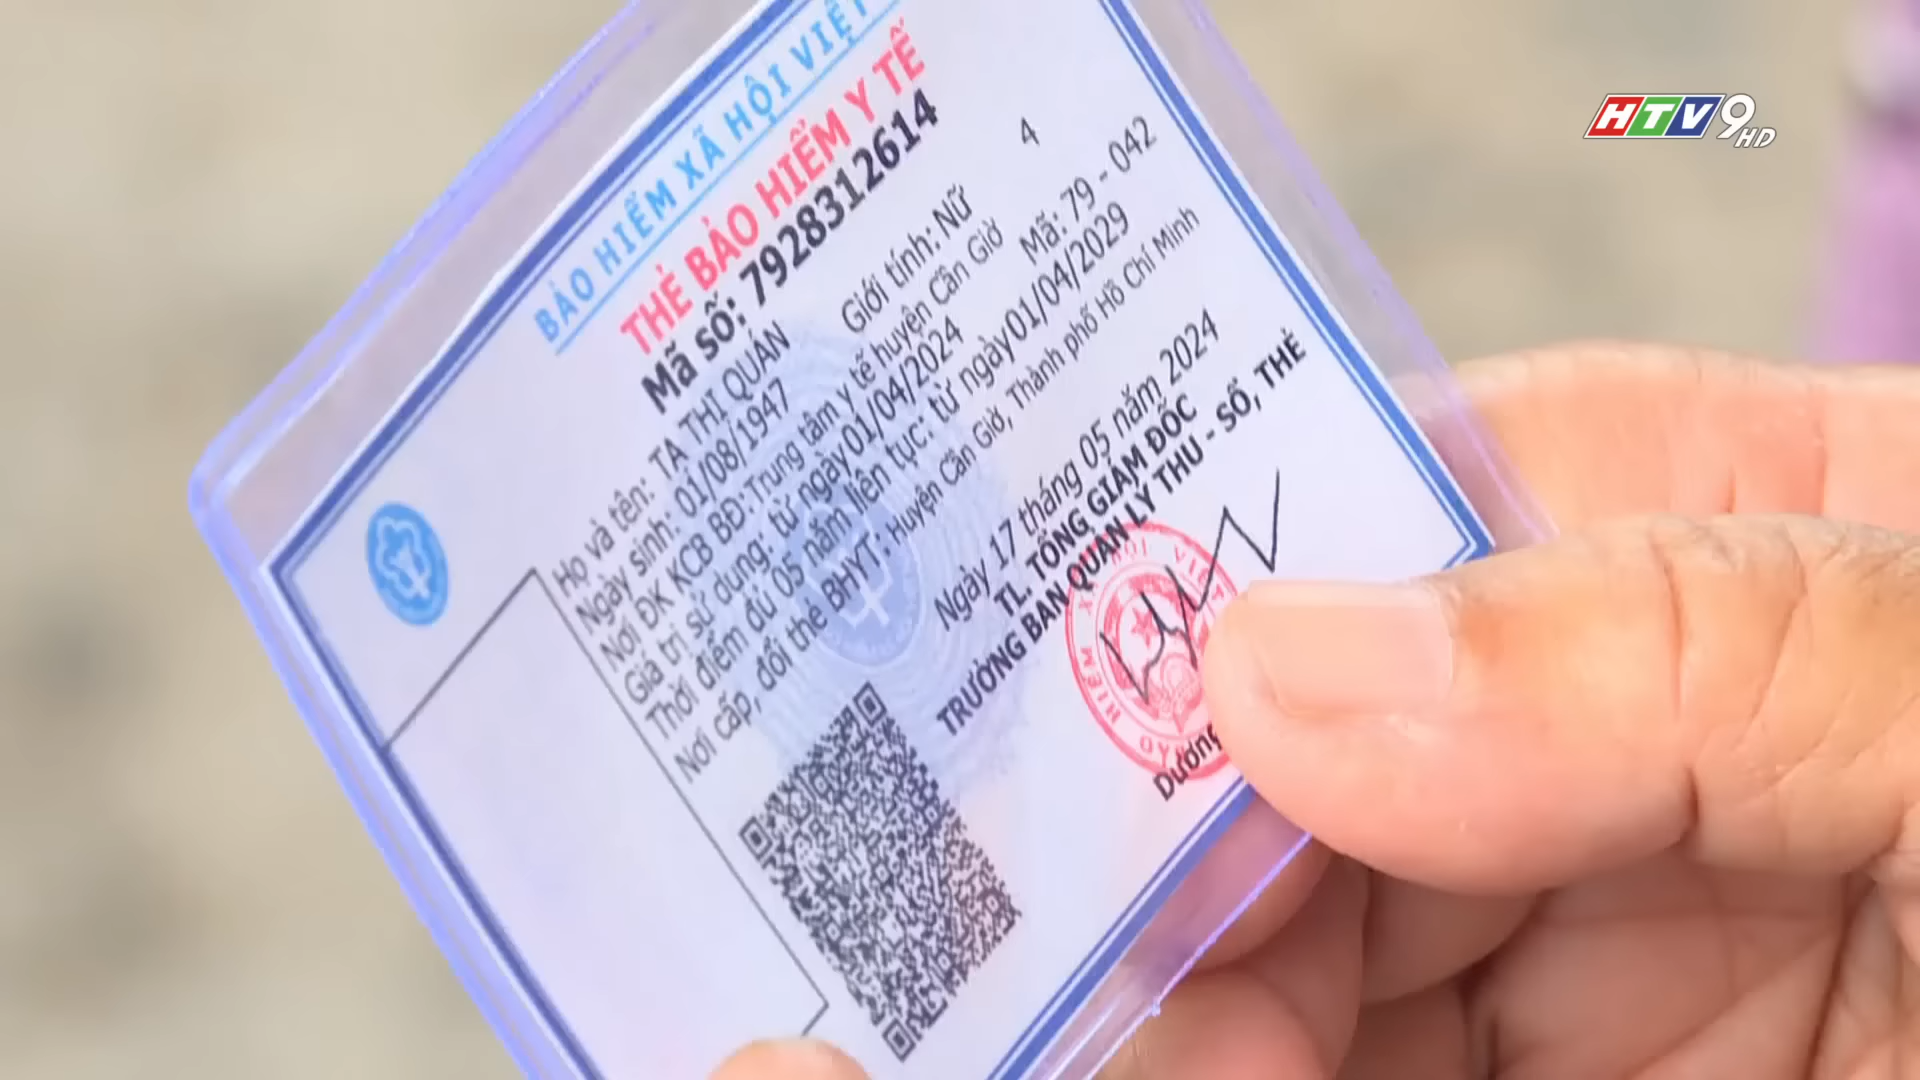 HTV9 HD
BẢO HIỂM XÃ HỘI VIỆT
THẺ BẢO HIỂM Y TẾ
Mã số: 7928312614
Họ và tên: TẠ THỊ QUÁN Giới tính: Nữ 4
Ngày sinh: 01/08/1947
Nơi ĐK KCB BĐ: Trung tâm y tế huyện Cần Giờ Mã: 79 - 042
Giá trị sử dụng: từ ngày 01/04/2024
Thời điểm đủ 05 năm liên tục: từ ngày 01/04/2029
Nơi cấp, đổi thẻ BHYT: Huyện Cần Giờ, Thành phố Hồ Chí Minh
Ngày 17 tháng 05 năm 2024
TL. TỔNG GIÁM ĐỐC
TRƯỞNG BAN QUẢN LÝ THU - SỔ, THẺ
Dương